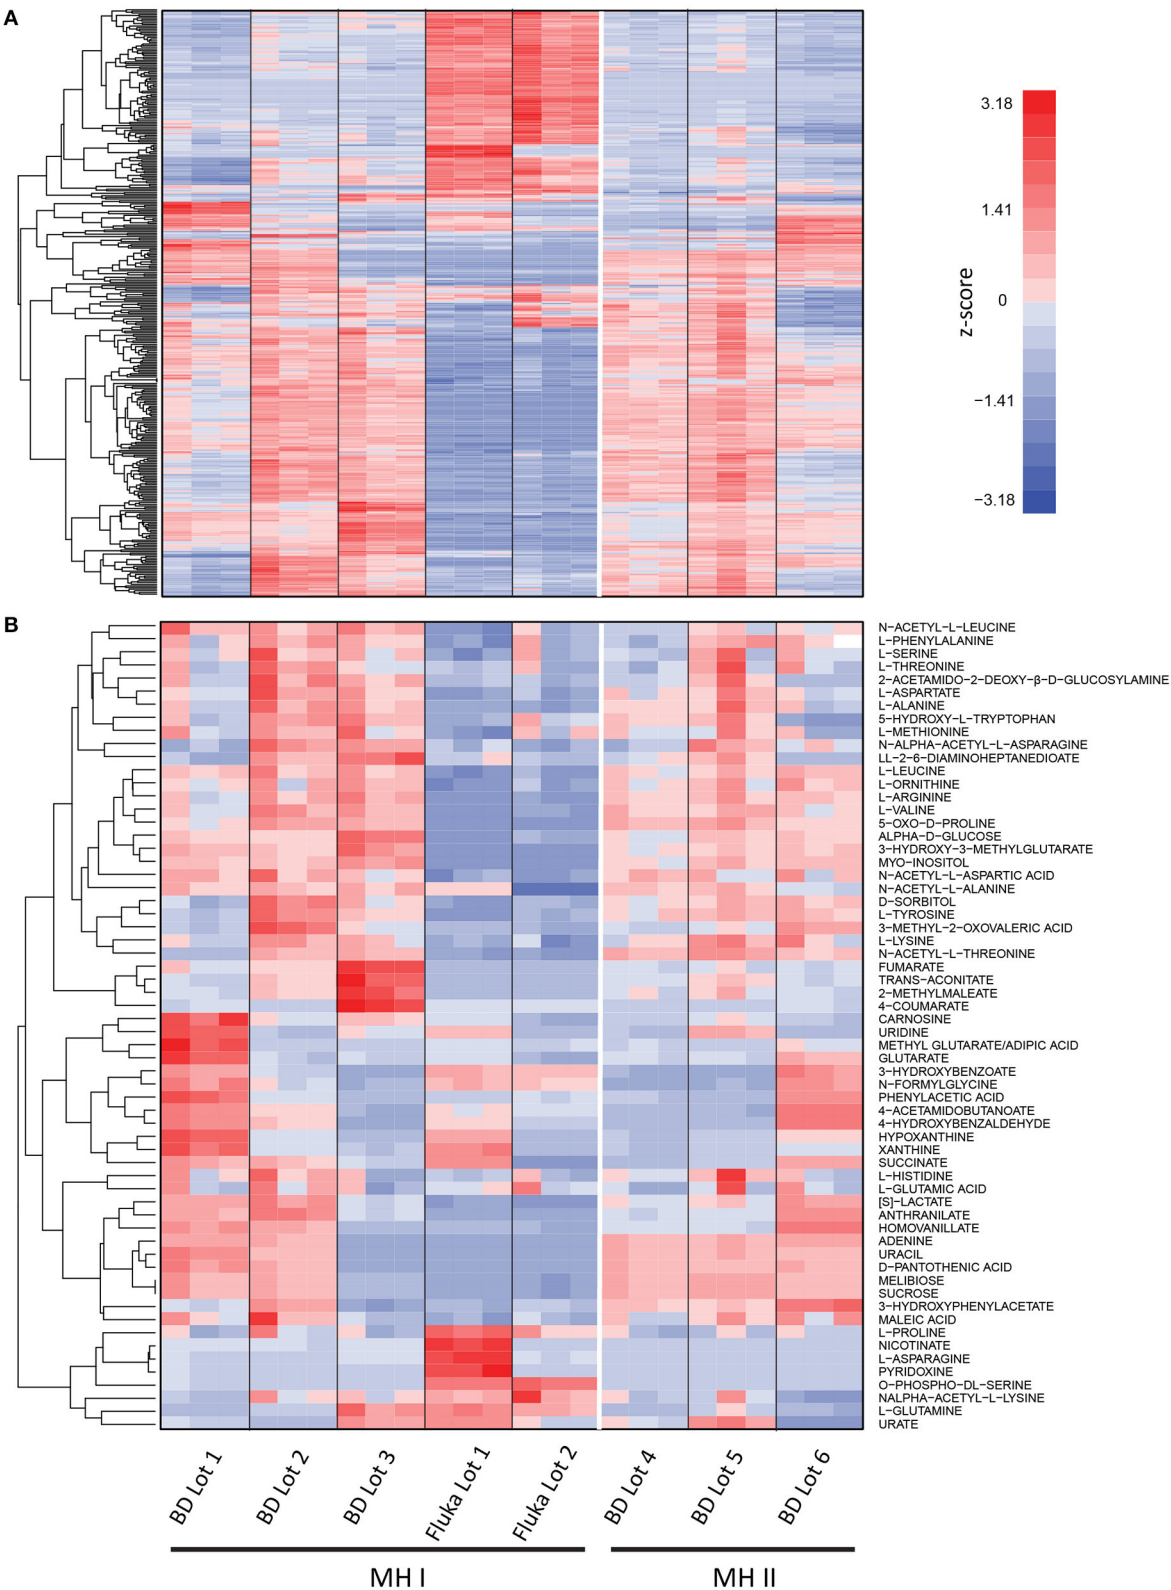 A
3.18
1.41
0
−1.41
−3.18
z-score
B
N−ACETYL−L−LEUCINE
L−PHENYLALANINE
L−SERINE
L−THREONINE
2−ACETAMIDO−2−DEOXY−β−D−GLUCOSYLAMINE
L−ASPARTATE
L−ALANINE
5−HYDROXY−L−TRYPTOPHAN
L−METHIONINE
N−ALPHA−ACETYL−L−ASPARAGINE
LL−2−6−DIAMINOHEPTANEDIOATE
L−LEUCINE
L−ORNITHINE
L−ARGININE
L−VALINE
5−OXO−D−PROLINE
ALPHA−D−GLUCOSE
3−HYDROXY−3−METHYLGLUTARATE
MYO−INOSITOL
N−ACETYL−L−ASPARTIC ACID
N−ACETYL−L−ALANINE
D−SORBITOL
L−TYROSINE
3−METHYL−2−OXOVALERIC ACID
L−LYSINE
N−ACETYL−L−THREONINE
FUMARATE
TRANS−ACONITATE
2−METHYLMALEATE
4−COUMARATE
CARNOSINE
URIDINE
METHYL GLUTARATE/ADIPIC ACID
GLUTARATE
3−HYDROXYBENZOATE
N−FORMYLGLYCINE
PHENYLACETIC ACID
4−ACETAMIDOBUTANOATE
4−HYDROXYBENZALDEHYDE
HYPOXANTHINE
XANTHINE
SUCCINATE
L−HISTIDINE
L−GLUTAMIC ACID
[S]−LACTATE
ANTHRANILATE
HOMOVANILLATE
ADENINE
URACIL
D−PANTOTHENIC ACID
MELIBIOSE
SUCROSE
3−HYDROXYPHENYLACETATE
MALEIC ACID
L−PROLINE
NICOTINATE
L−ASPARAGINE
PYRIDOXINE
O−PHOSPHO−DL−SERINE
NALPHA−ACETYL−L−LYSINE
L−GLUTAMINE
URATE
BD Lot 1
BD Lot 2
BD Lot 3
Fluka Lot 1
Fluka Lot 2
BD Lot 4
BD Lot 5
BD Lot 6
MH I
MH II